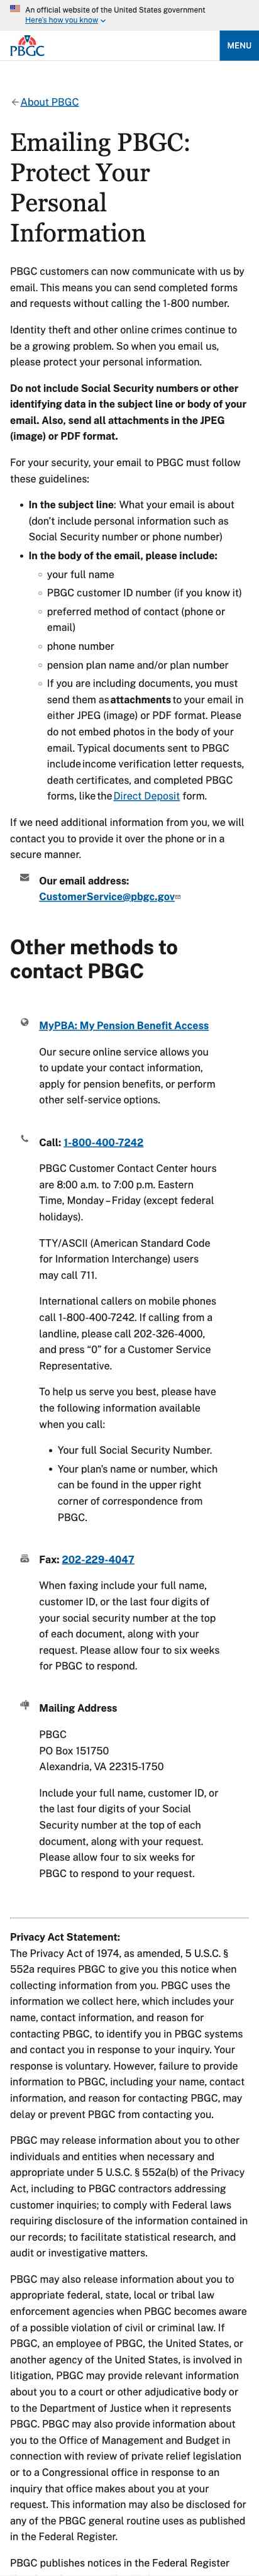 An official website of the United States government
Here's how you know
PBGC
MENU
About PBGC
Emailing PBGC:
Protect Your
Personal
Information
PBGC customers can now communicate with us by
email. This means you can send completed forms
and requests without calling the 1-800 number.
Identity theft and other online crimes continue to
be a growing problem. So when you email us,
please protect your personal information.
Do not include Social Security numbers or other
identifying data in the subject line or body of your
email. Also, send all attachments in the JPEG
(image) or PDF format.
For your security, your email to PBGC must follow
these guidelines:
• In the subject line: What your email is about
(don't include personal information such as
Social Security number or phone number)
• In the body of the email, please include:
○ your full name
○ PBGC customer ID number (if you know it)
○ preferred method of contact (phone or
email)
○ phone number
○ pension plan name and/or plan number
○ If you are including documents, you must
send them as attachments to your email in
either JPEG (image) or PDF format. Please
do not embed photos in the body of your
email. Typical documents sent to PBGC
include income verification letter requests,
death certificates, and completed PBGC
forms, like the Direct Deposit form.
If we need additional information from you, we will
contact you to provide it over the phone or in a
secure manner.
Our email address:
CustomerService@pbgc.gov
Other methods to
contact PBGC
MyPBA: My Pension Benefit Access
Our secure online service allows you
to update your contact information,
apply for pension benefits, or perform
other self-service options.
Call: 1-800-400-7242
PBGC Customer Contact Center hours
are 8:00 a.m. to 7:00 p.m. Eastern
Time, Monday – Friday (except federal
holidays).
TTY/ASCII (American Standard Code
for Information Interchange) users
may call 711.
International callers on mobile phones
call 1-800-400-7242. If calling from a
landline, please call 202-326-4000,
and press “0” for a Customer Service
Representative.
To help us serve you best, please have
the following information available
when you call:
• Your full Social Security Number.
• Your plan's name or number, which
can be found in the upper right
corner of correspondence from
PBGC.
Fax: 202-229-4047
When faxing include your full name,
customer ID, or the last four digits of
your social security number at the top
of each document, along with your
request. Please allow four to six weeks
for PBGC to respond.
Mailing Address
PBGC
PO Box 151750
Alexandria, VA 22315-1750
Include your full name, customer ID, or
the last four digits of your Social
Security number at the top of each
document, along with your request.
Please allow four to six weeks for
PBGC to respond to your request.
Privacy Act Statement:
The Privacy Act of 1974, as amended, 5 U.S.C. §
552a requires PBGC to give you this notice when
collecting information from you. PBGC uses the
information we collect here, which includes your
name, contact information, and reason for
contacting PBGC, to identify you in PBGC systems
and contact you in response to your inquiry. Your
response is voluntary. However, failure to provide
information to PBGC, including your name, contact
information, and reason for contacting PBGC, may
delay or prevent PBGC from contacting you.
PBGC may release information about you to other
individuals and entities when necessary and
appropriate under 5 U.S.C. § 552a(b) of the Privacy
Act, including to PBGC contractors addressing
customer inquiries; to comply with Federal laws
requiring disclosure of the information contained in
our records; to facilitate statistical research, and
audit or investigative matters.
PBGC may also release information about you to
appropriate federal, state, local or tribal law
enforcement agencies when PBGC becomes aware
of a possible violation of civil or criminal law. If
PBGC, an employee of PBGC, the United States, or
another agency of the United States, is involved in
litigation, PBGC may provide relevant information
about you to a court or other adjudicative body or
to the Department of Justice when it represents
PBGC. PBGC may also provide information about
you to the Office of Management and Budget in
connection with review of private relief legislation
or to a Congressional office in response to an
inquiry that office makes about you at your
request. This information may also be disclosed for
any of the PBGC general routine uses as published
in the Federal Register.
PBGC publishes notices in the Federal Register